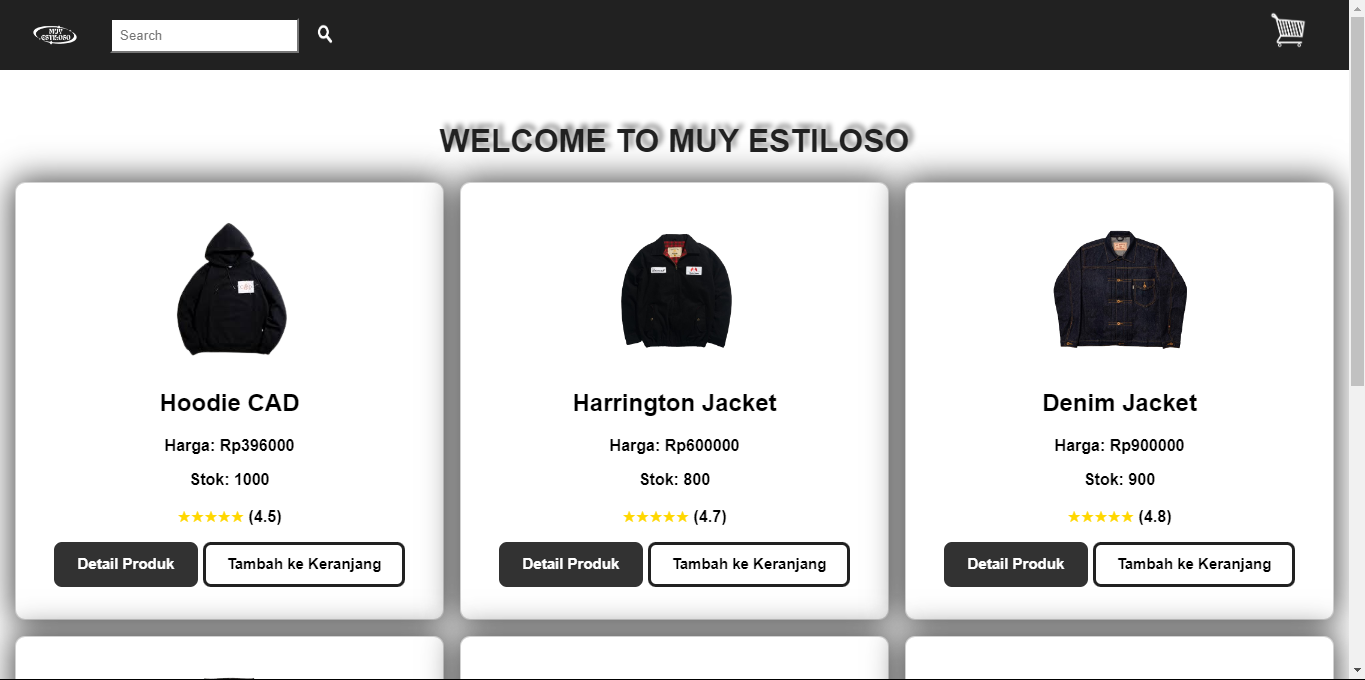 MUY
ESTILOSO
Search
WELCOME TO MUY ESTILOSO
Hoodie CAD
Harga: Rp396000
Stok: 1000
★★★★★ (4.5)
Detail Produk
Tambah ke Keranjang
Harrington Jacket
Harga: Rp600000
Stok: 800
★★★★★ (4.7)
Detail Produk
Tambah ke Keranjang
Denim Jacket
Harga: Rp900000
Stok: 900
★★★★★ (4.8)
Detail Produk
Tambah ke Keranjang